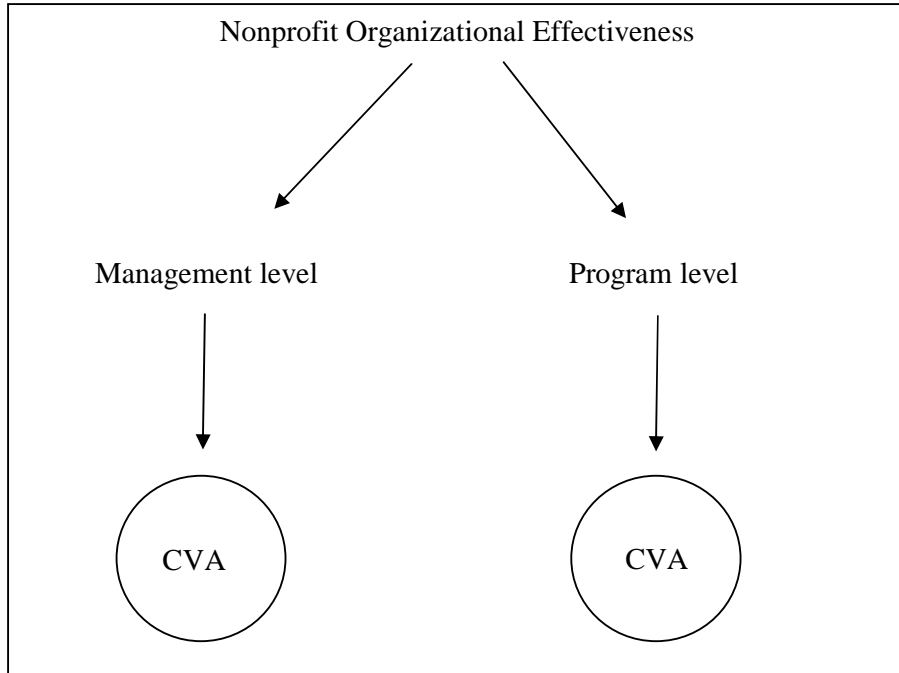 Nonprofit Organizational Effectiveness
Management level
Program level
CVA
CVA